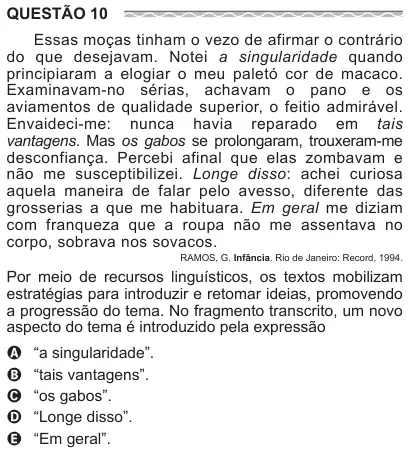 QUESTÃO 10
Essas moças tinham o vezo de afirmar o contrário
do que desejavam. Notei a singularidade quando
principiaram a elogiar o meu paletó cor de macaco.
Examinavam-no sérias, achavam o pano e os
aviamentos de qualidade superior, o feitio admirável.
Envaideci-me: nunca havia reparado em tais
vantagens. Mas os gabos se prolongaram, trouxeram-me
desconfiança. Percebi afinal que elas zombavam e
não me susceptibilizei. Longe disso: achei curiosa
aquela maneira de falar pelo avesso, diferente das
grosserias a que me habituara. Em geral me diziam
com franqueza que a roupa não me assentava no
corpo, sobrava nos sovacos.
RAMOS, G. Infância. Rio de Janeiro: Record, 1994.
Por meio de recursos linguísticos, os textos mobilizam
estratégias para introduzir e retomar ideias, promovendo
a progressão do tema. No fragmento transcrito, um novo
aspecto do tema é introduzido pela expressão
A “a singularidade”.
B “tais vantagens”.
C “os gabos”.
D “Longe disso”.
E “Em geral”.